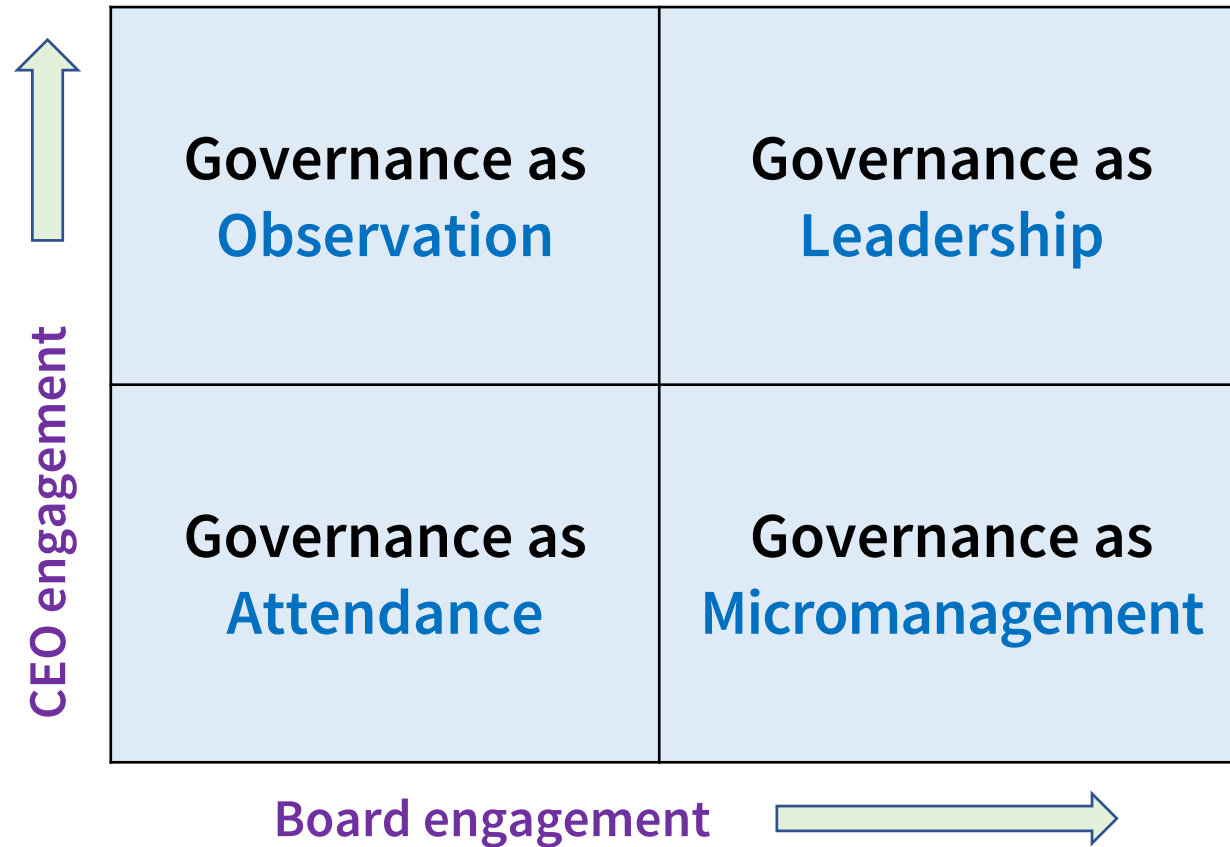 Governance as
Observation
Governance as
Leadership
Governance as
Attendance
Governance as
Micromanagement
CEO engagement
Board engagement